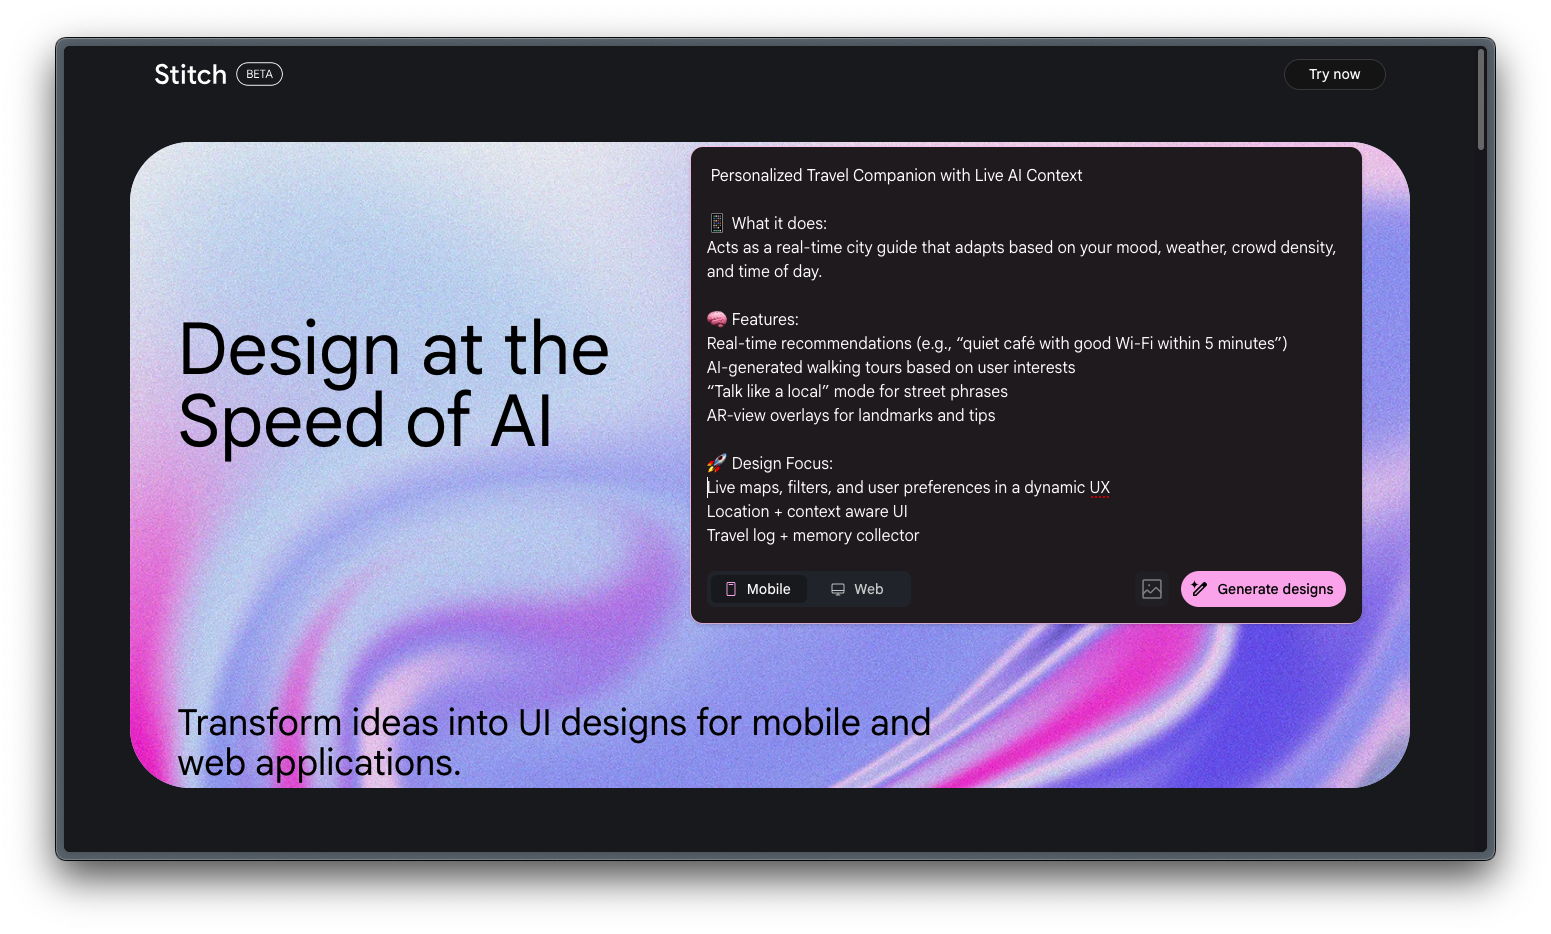 Stitch BETA
Try now
Design at the
Speed of AI
Transform ideas into UI designs for mobile and
web applications.
Personalized Travel Companion with Live AI Context
📱 What it does:
Acts as a real-time city guide that adapts based on your mood, weather, crowd density,
and time of day.
🧠 Features:
Real-time recommendations (e.g., “quiet café with good Wi-Fi within 5 minutes”)
AI-generated walking tours based on user interests
“Talk like a local” mode for street phrases
AR-view overlays for landmarks and tips
🚀 Design Focus:
Live maps, filters, and user preferences in a dynamic UX
Location + context aware UI
Travel log + memory collector
Mobile
Web
Generate designs